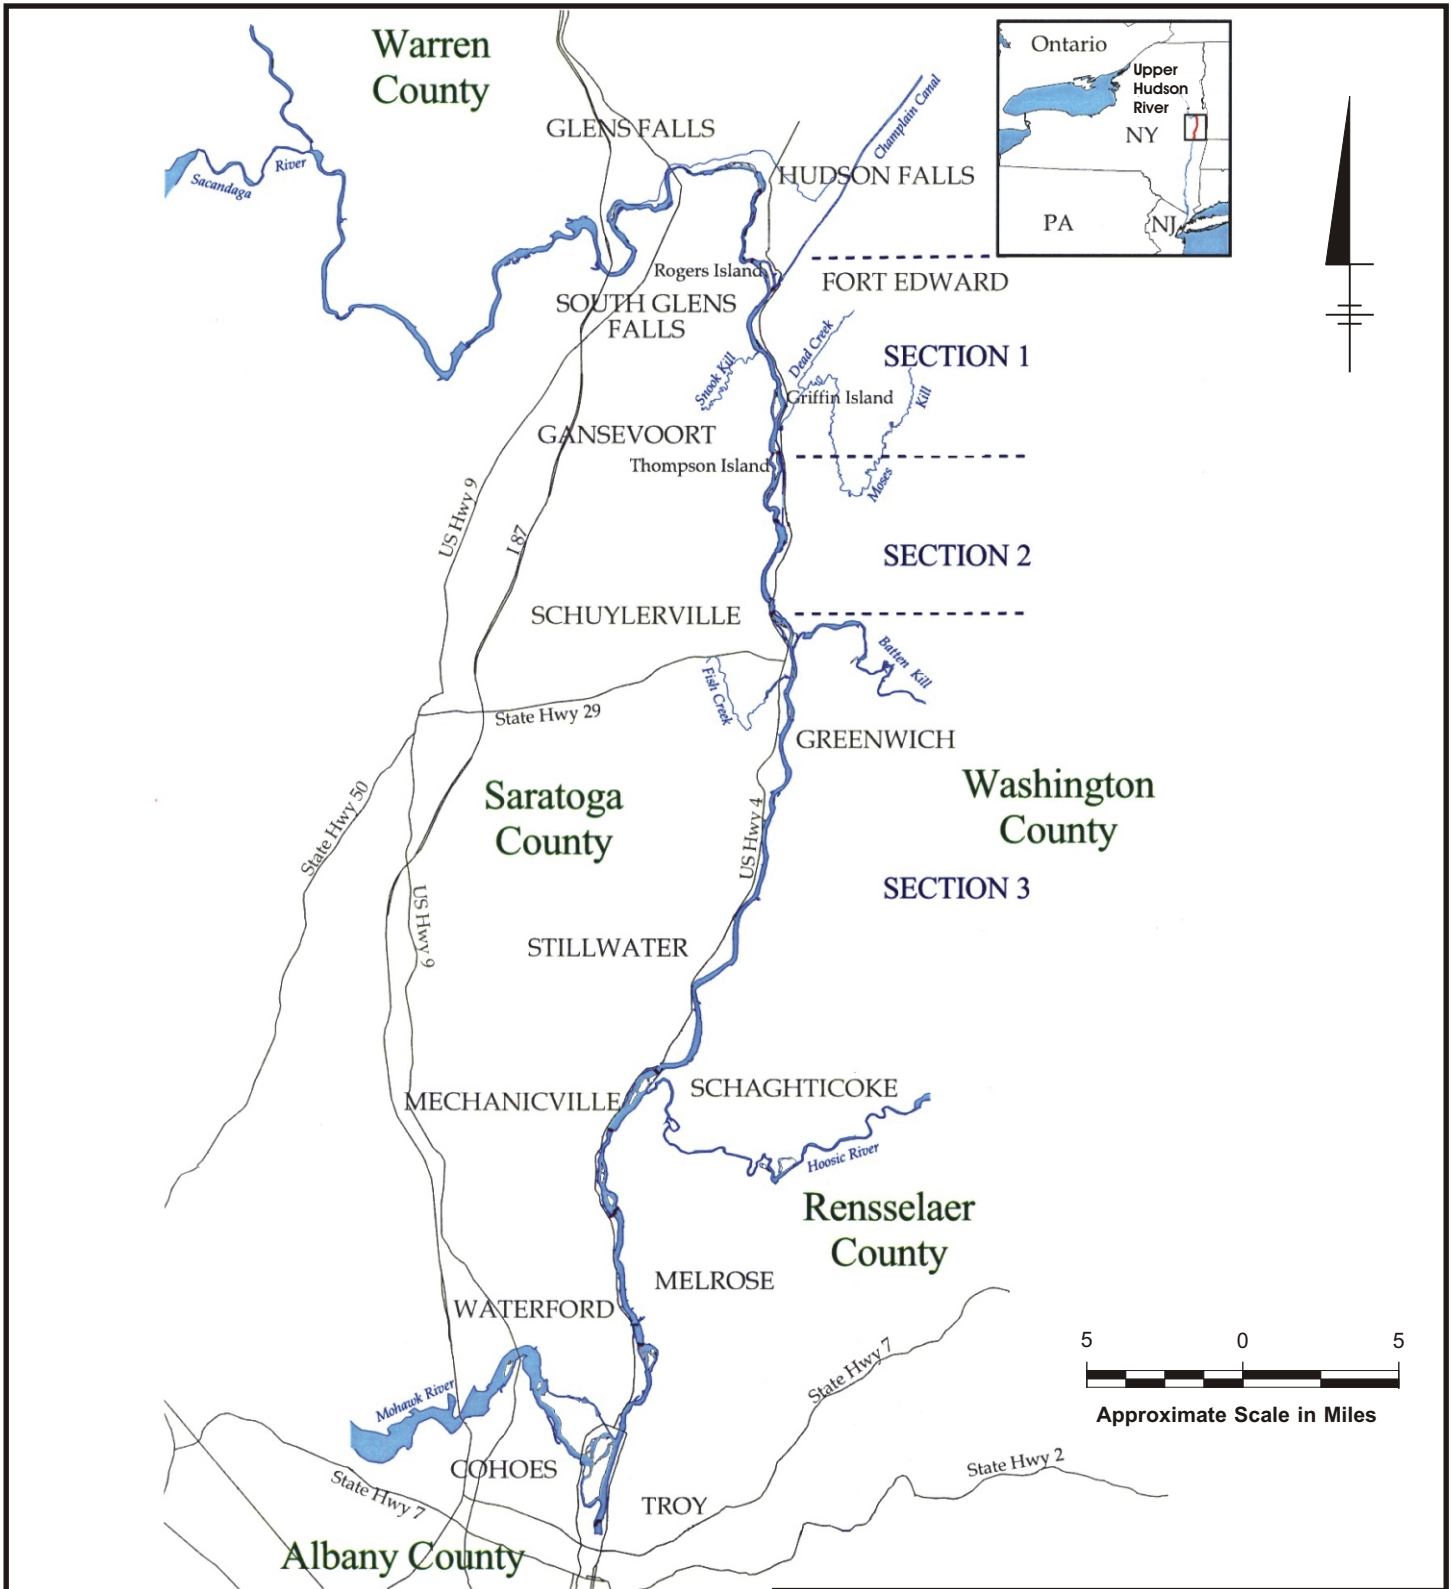 Warren
County
Ontario
Upper
Hudson
River
NY
PA
NJ
GLENS FALLS
Champlain Canal
HUDSON FALLS
Sacandaga
River
Rogers Island
FORT EDWARD
SOUTH GLENS
FALLS
Dead Creek
SECTION 1
Snook Kill
Griffin Island
Kill
GANSEVOORT
Thompson Island
Moses
US Hwy 9
I 87
SECTION 2
SCHUYLERVILLE
Batten Kill
Fish Creek
State Hwy 29
GREENWICH
Washington
County
Saratoga
County
State Hwy 50
US Hwy 4
SECTION 3
US Hwy 9
STILLWATER
SCHAGHTICOKE
MECHANICVILLE
Hoosic River
Rensselaer
County
MELROSE
WATERFORD
5 0 5
Approximate Scale in Miles
State Hwy 7
Mohawk River
COHOES
State Hwy 2
State Hwy 7
TROY
Albany County